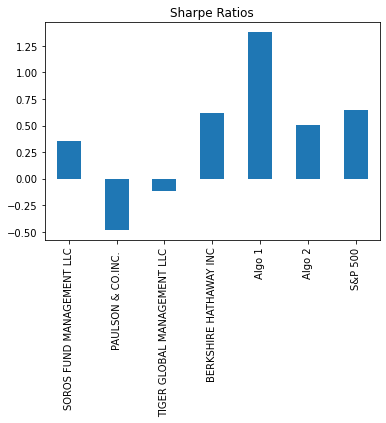 Sharpe Ratios
1.25
1.00
0.75
0.50
0.25
0.00
−0.25
−0.50
SOROS FUND MANAGEMENT LLC
PAULSON & CO.INC.
TIGER GLOBAL MANAGEMENT LLC
BERKSHIRE HATHAWAY INC
Algo 1
Algo 2
S&P 500